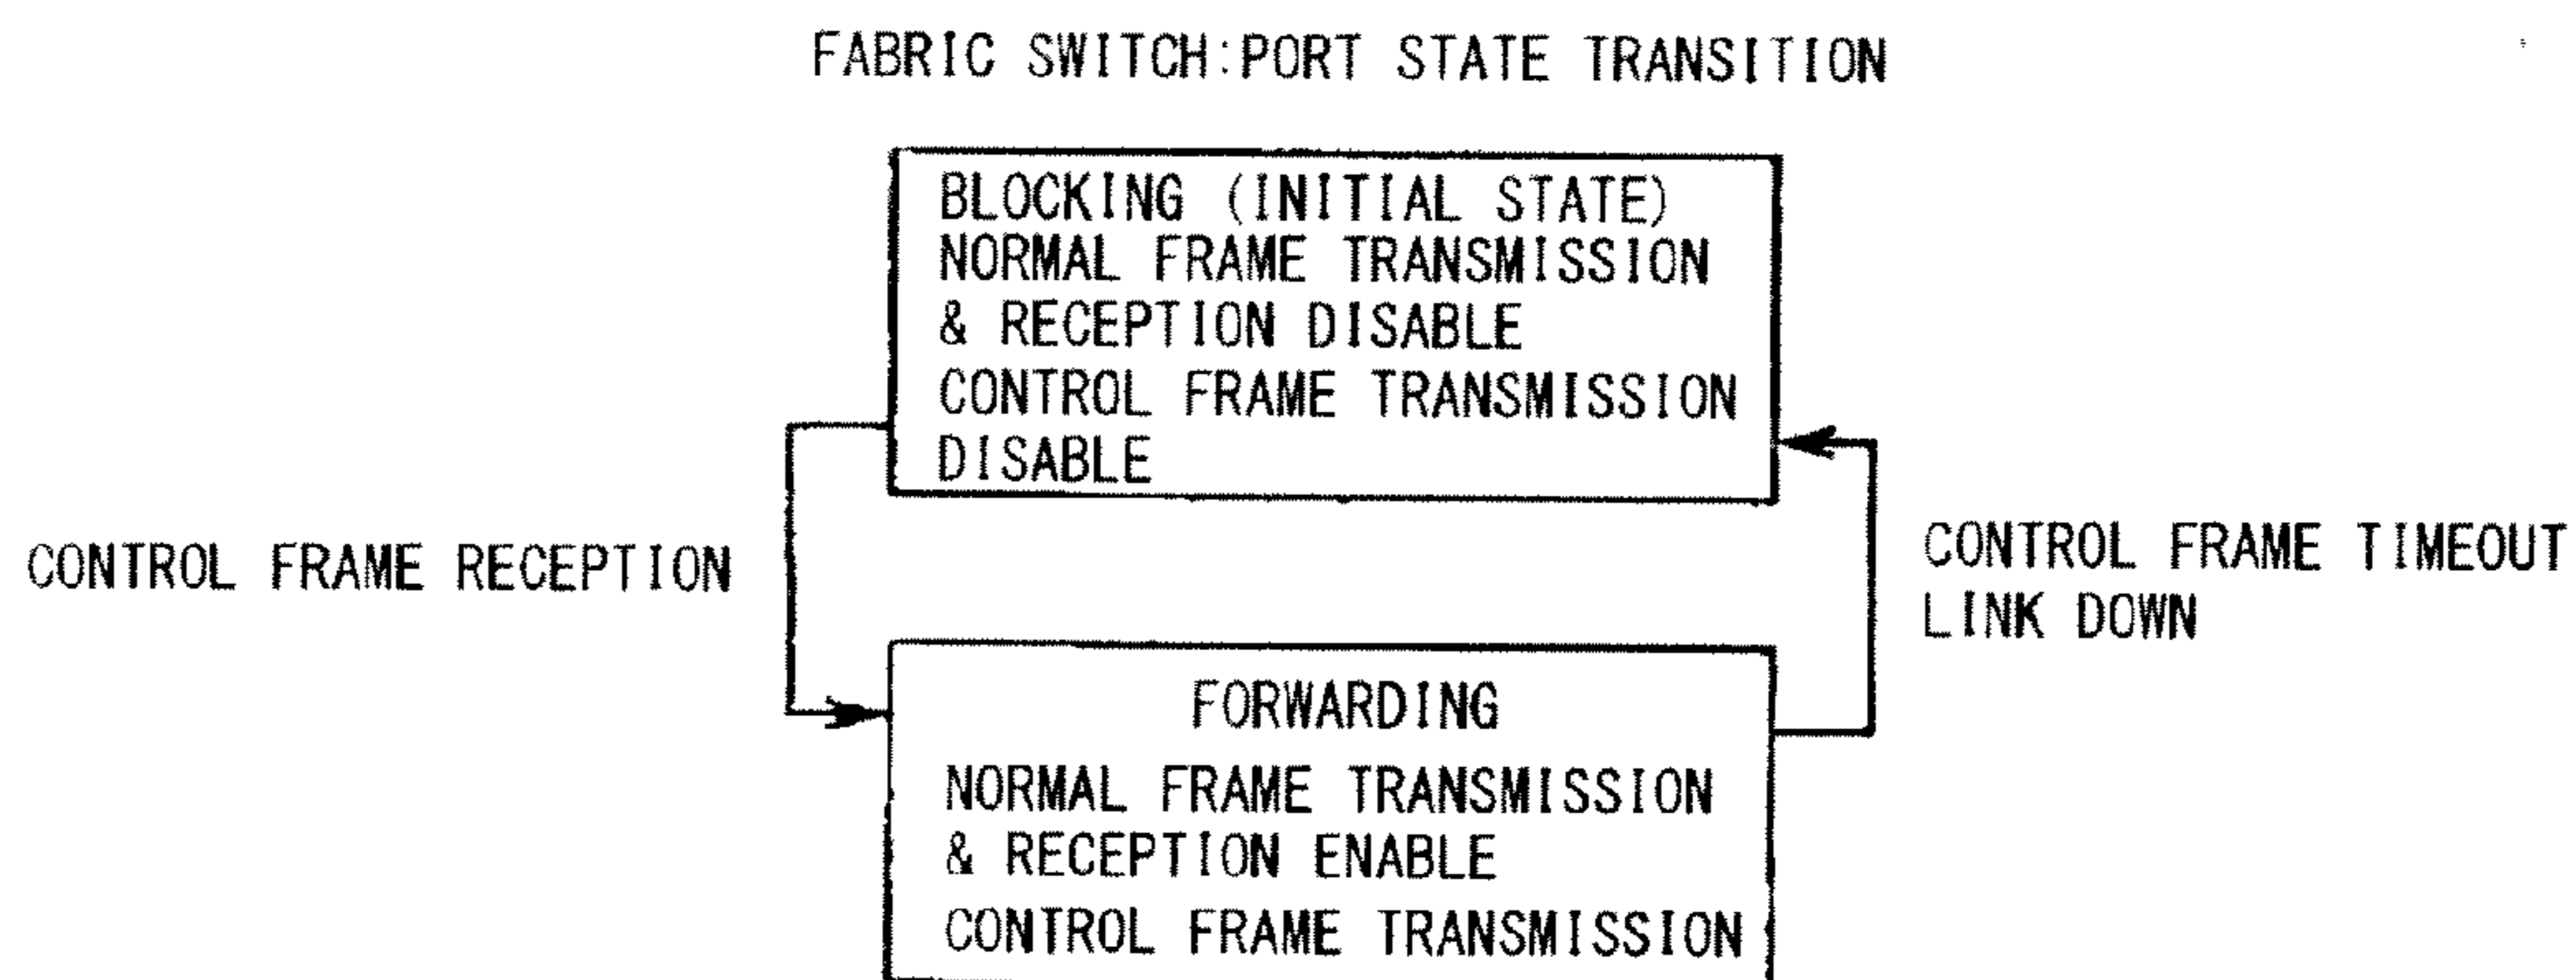 FABRIC SWITCH:PORT STATE TRANSITION
BLOCKING (INITIAL STATE)
NORMAL FRAME TRANSMISSION
& RECEPTION DISABLE
CONTROL FRAME TRANSMISSION
DISABLE
CONTROL FRAME RECEPTION
CONTROL FRAME TIMEOUT
LINK DOWN
FORWARDING
NORMAL FRAME TRANSMISSION
& RECEPTION ENABLE
CONTROL FRAME TRANSMISSION